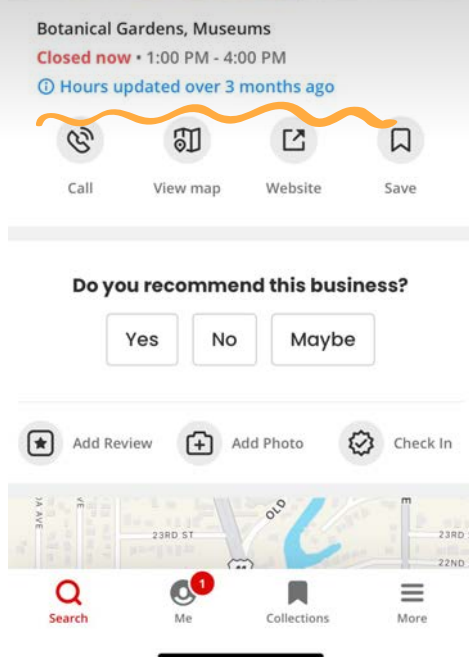 Botanical Gardens, Museums
Closed now • 1:00 PM - 4:00 PM
Hours updated over 3 months ago
Call View map Website Save
Do you recommend this business?
Yes No Maybe
Add Review Add Photo Check In
OLD
23RD ST
23RD
22ND
1
Search Me Collections More